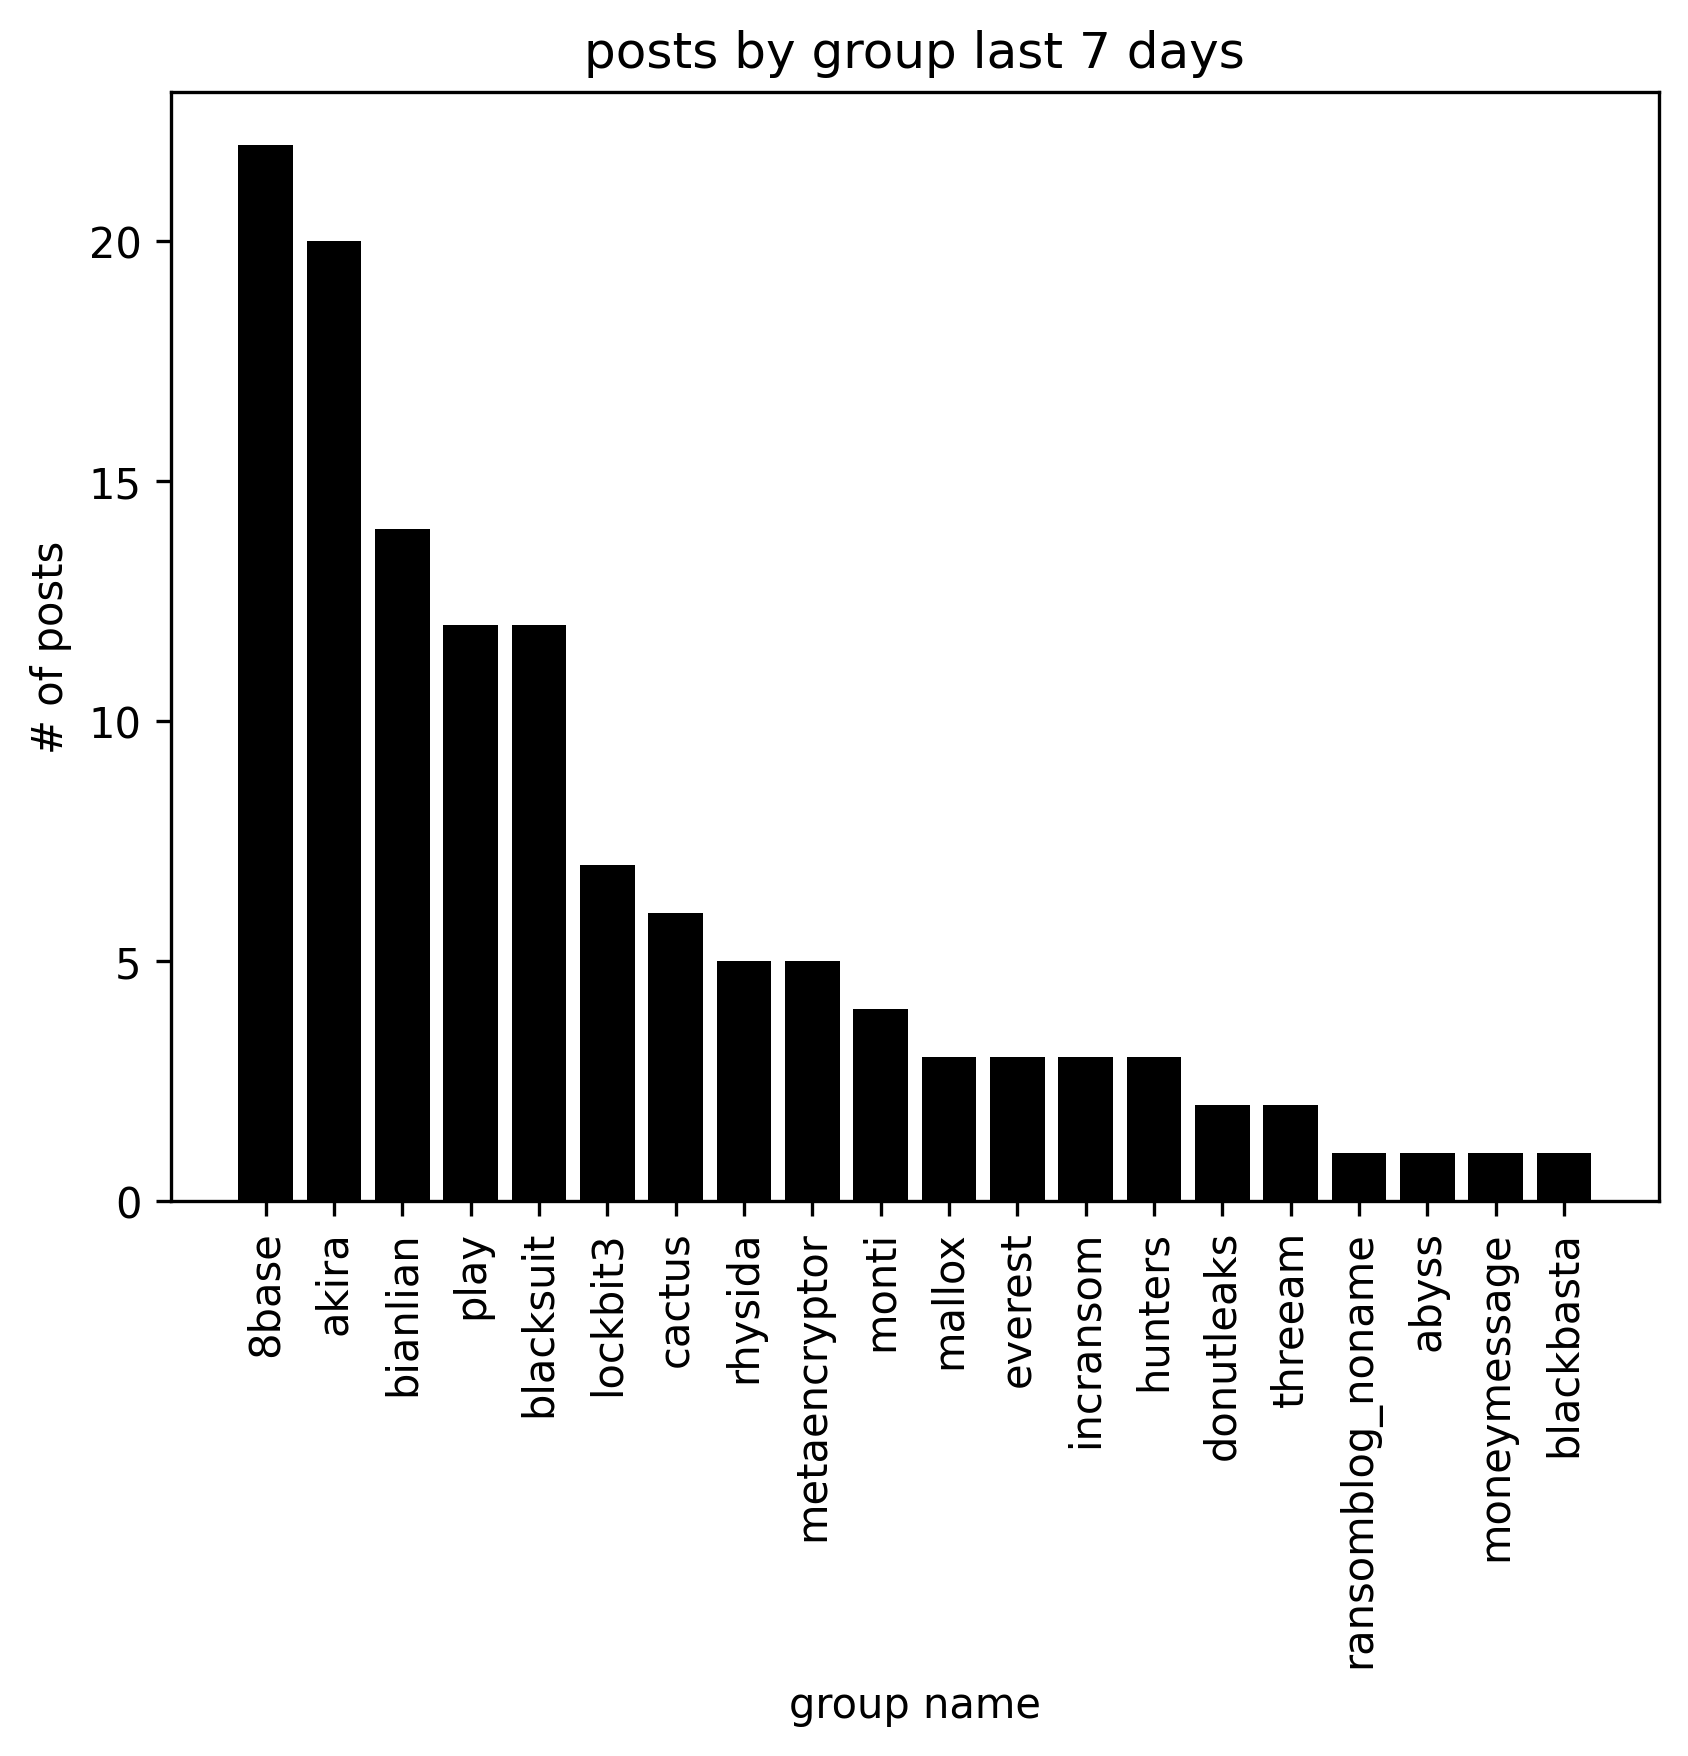 posts by group last 7 days
# of posts
20
15
10
5
0
8base
akira
bianlian
play
blacksuit
lockbit3
cactus
rhysida
metaencryptor
monti
mallox
everest
incransom
hunters
donutleaks
threeam
ransomblog_noname
abyss
moneymessage
blackbasta
group name